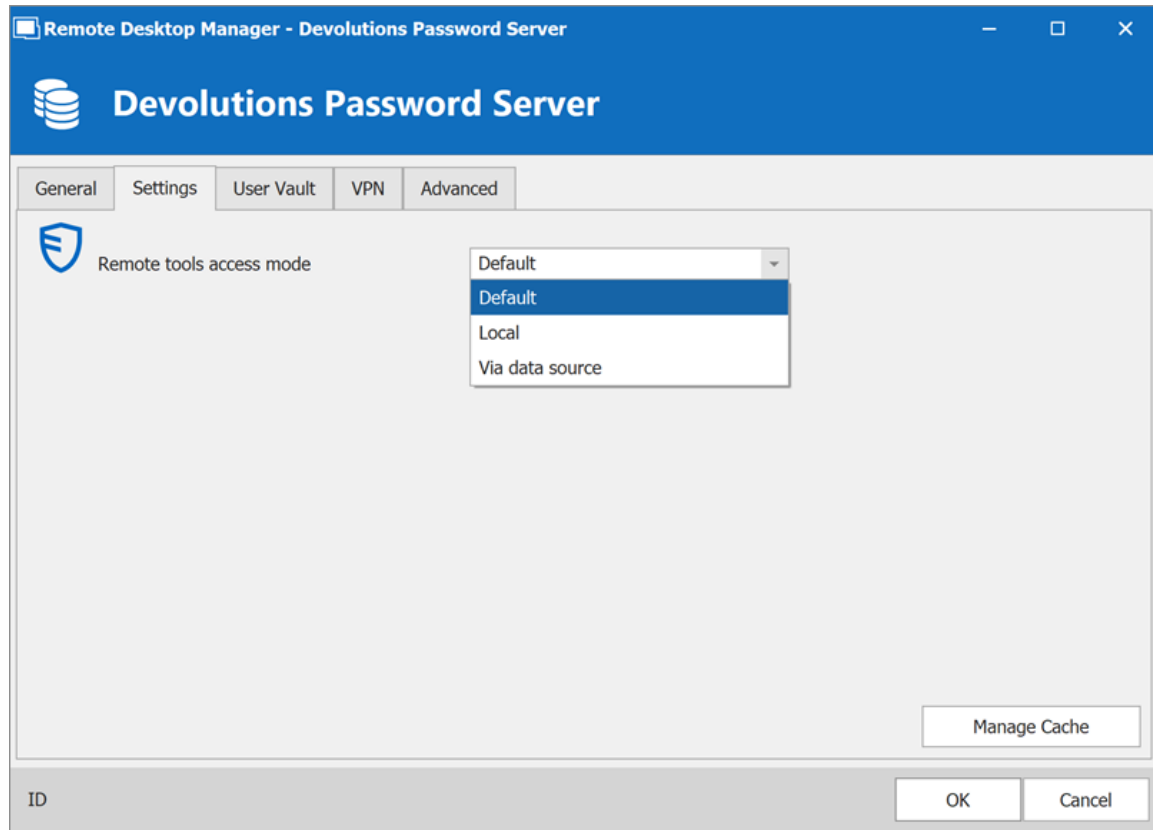 Remote Desktop Manager - Devolutions Password Server
Devolutions Password Server
General Settings User Vault VPN Advanced
Remote tools access mode Default
Default
Local
Via data source
Manage Cache
ID OK Cancel